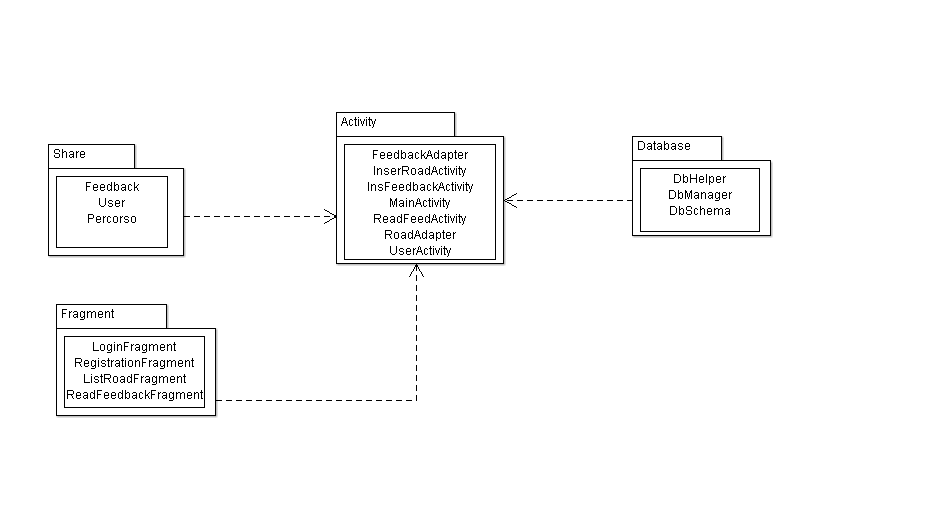 Activity
FeedbackAdapter
InserRoadActivity
InsFeedbackActivity
MainActivity
ReadFeedActivity
RoadAdapter
UserActivity
Share
Feedback
User
Percorso
Database
DbHelper
DbManager
DbSchema
Fragment
LoginFragment
RegistrationFragment
ListRoadFragment
ReadFeedbackFragment